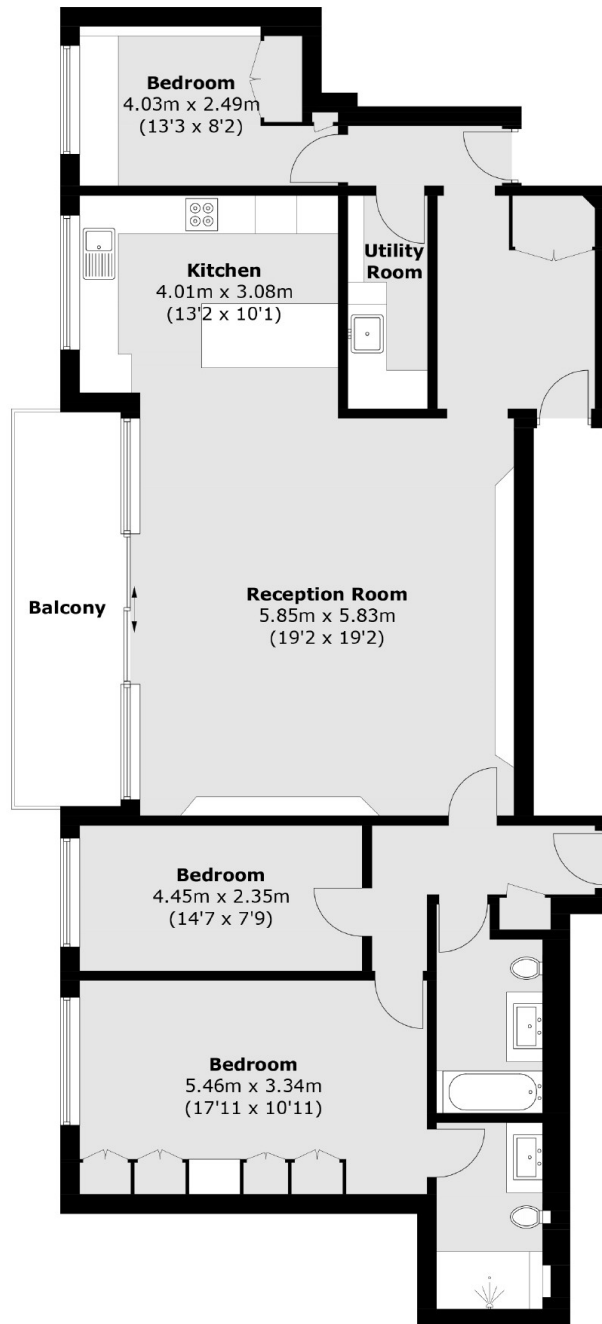 Bedroom
4.03m x 2.49m
(13'3 x 8'2)
Utility
Room
Kitchen
4.01m x 3.08m
(13'2 x 10'1)
Balcony
Reception Room
5.85m x 5.83m
(19'2 x 19'2)
Bedroom
4.45m x 2.35m
(14'7 x 7'9)
Bedroom
5.46m x 3.34m
(17'11 x 10'11)